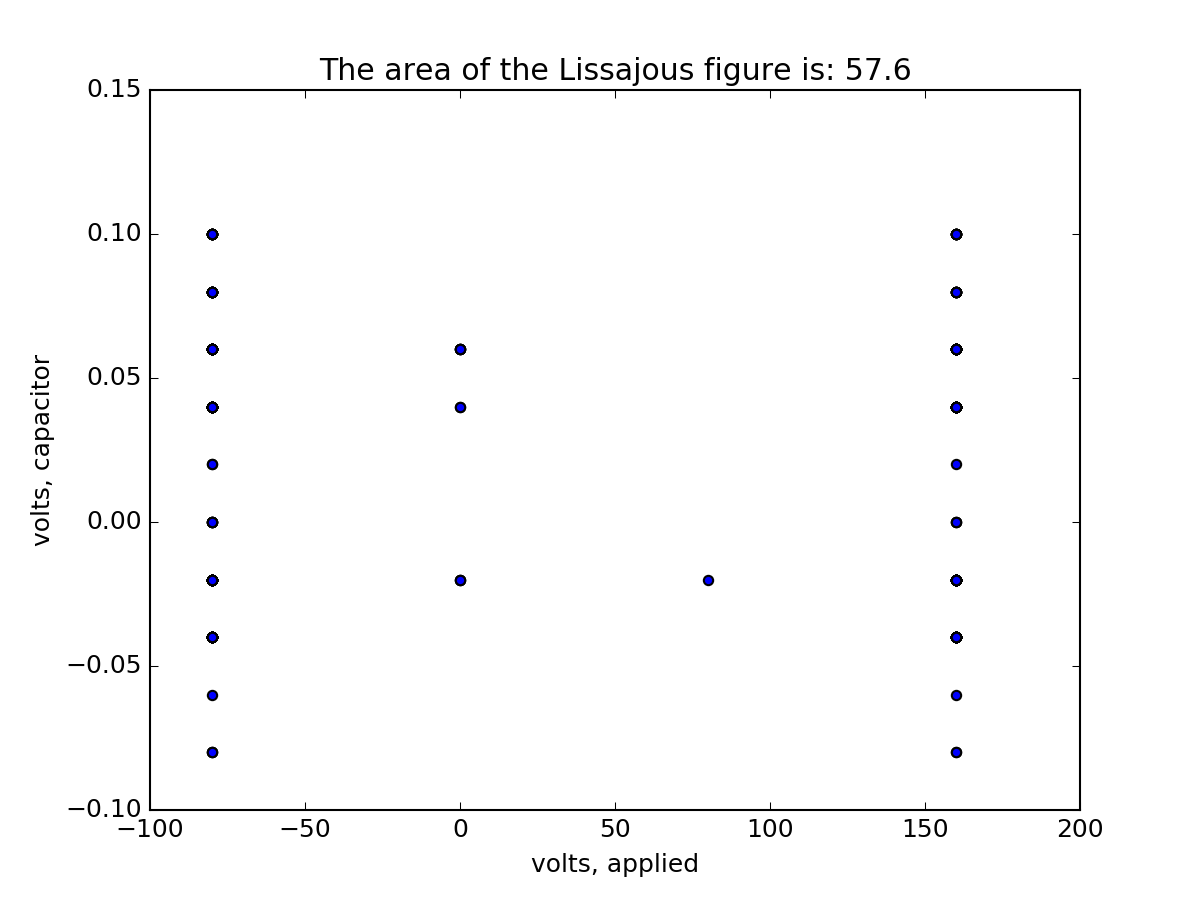 The area of the Lissajous figure is: 57.6
0.15
0.10
0.05
0.00
−0.05
−0.10
volts, capacitor
−100 −50 0 50 100 150 200
volts, applied